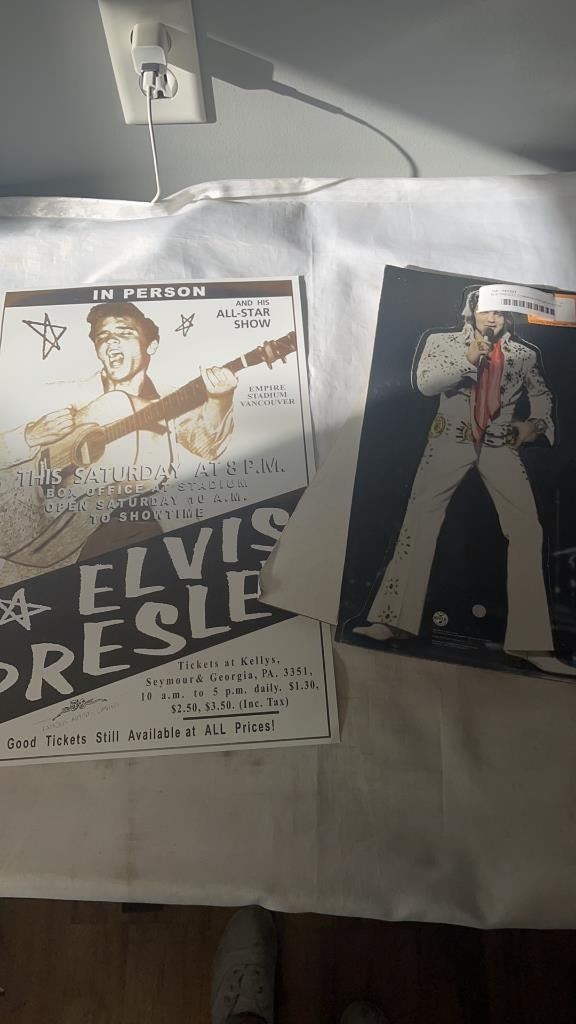 IN PERSON
AND HIS
ALL-STAR
SHOW
EMPIRE
STADIUM
VANCOUVER
THIS SATURDAY AT 8 P.M.
BOX OFFICE AT STADIUM
OPEN SATURDAY 10 A.M.
TO SHOWTIME
ELVIS
PRESLE
Tickets at Kellys,
Seymour& Georgia, PA. 3351,
10 a.m. to 5 p.m. daily. $1.30,
$2.50, $3.50. (Inc. Tax)
Good Tickets Still Available at ALL Prices!